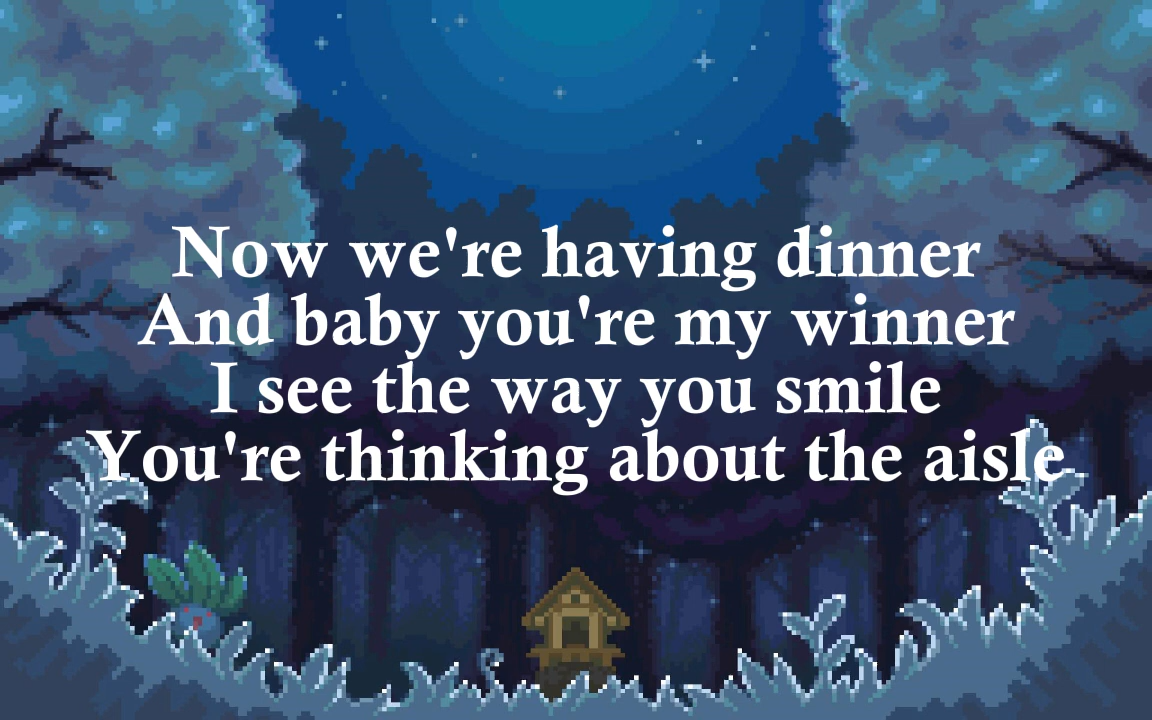 Now we're having dinner
And baby you're my winner
I see the way you smile
You're thinking about the aisle